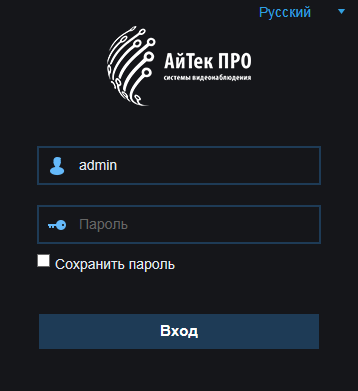 Русский
АйТек ПРО
системы видеонаблюдения
admin
Пароль
Сохранить пароль
Вход